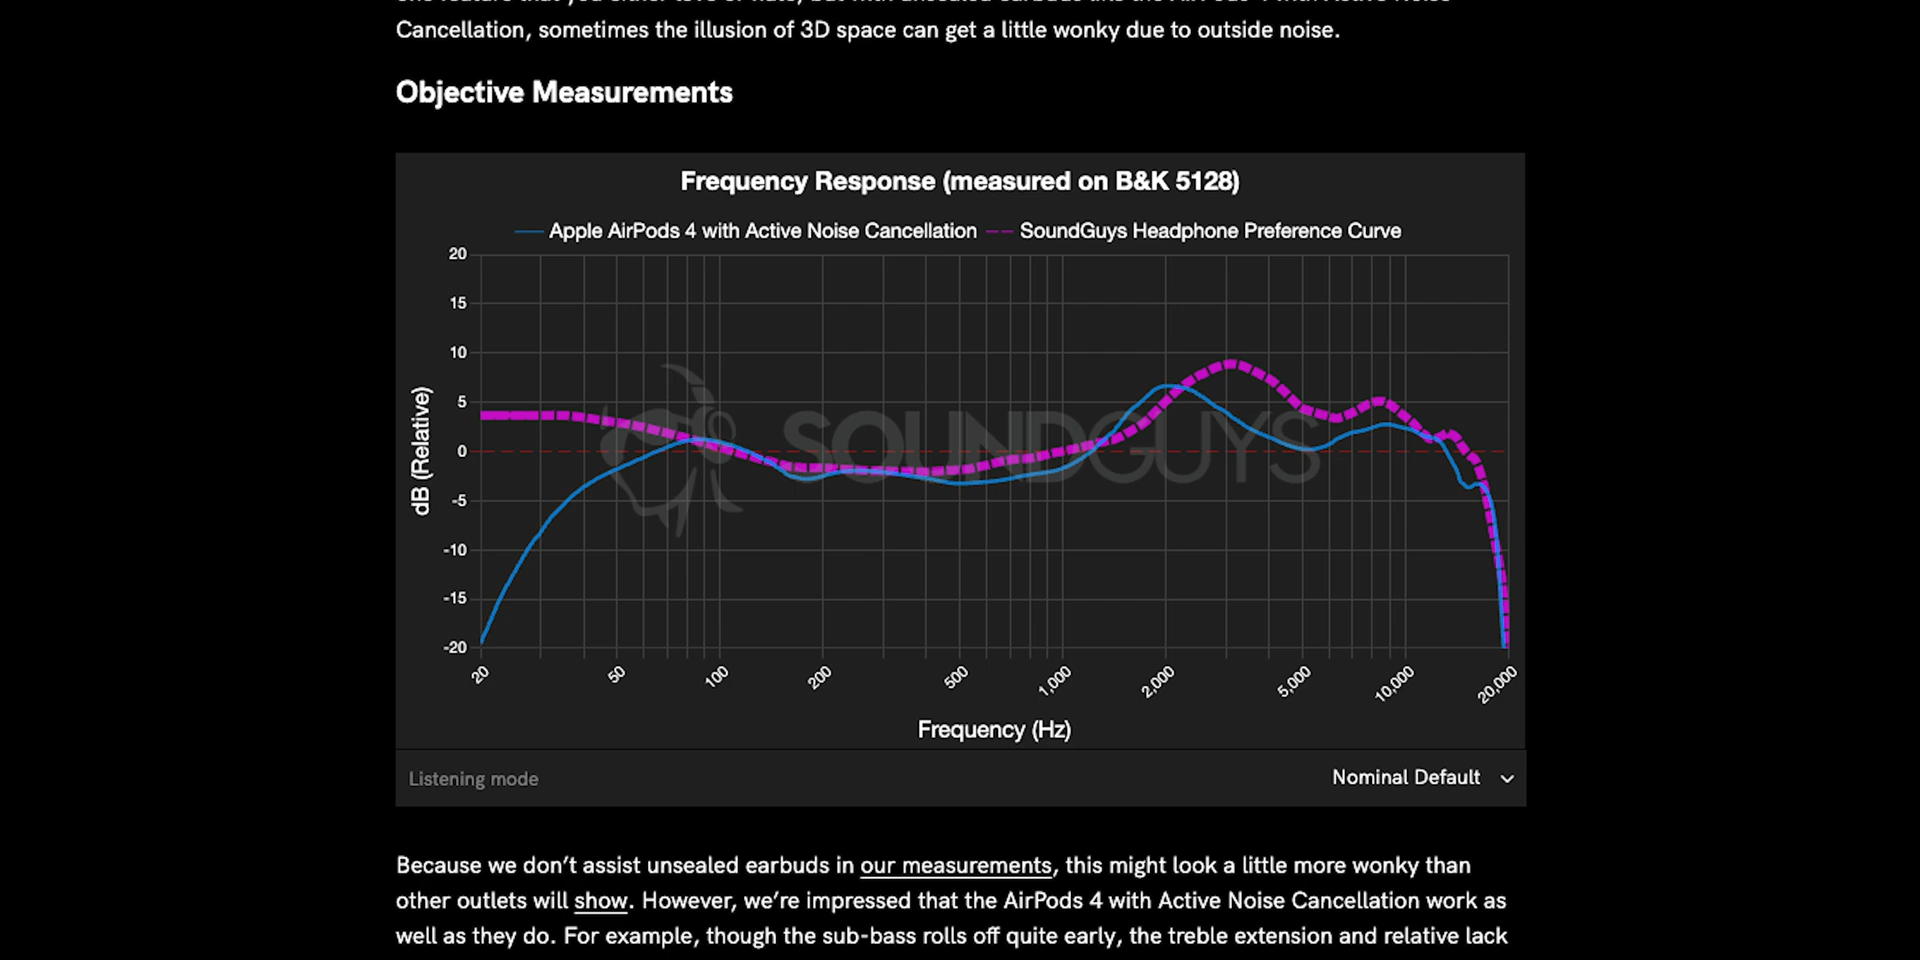 Cancellation, sometimes the illusion of 3D space can get a little wonky due to outside noise.
Objective Measurements
Frequency Response (measured on B&K 5128)
Apple AirPods 4 with Active Noise Cancellation
SoundGuys Headphone Preference Curve
20
15
10
5
0
-5
-10
-15
-20
dB (Relative)
SOUNDGUYS
20
50
100
200
500
1,000
2,000
5,000
10,000
20,000
Frequency (Hz)
Listening mode
Nominal Default
Because we don't assist unsealed earbuds in our measurements, this might look a little more wonky than
other outlets will show. However, we're impressed that the AirPods 4 with Active Noise Cancellation work as
well as they do. For example, though the sub-bass rolls off quite early, the treble extension and relative lack